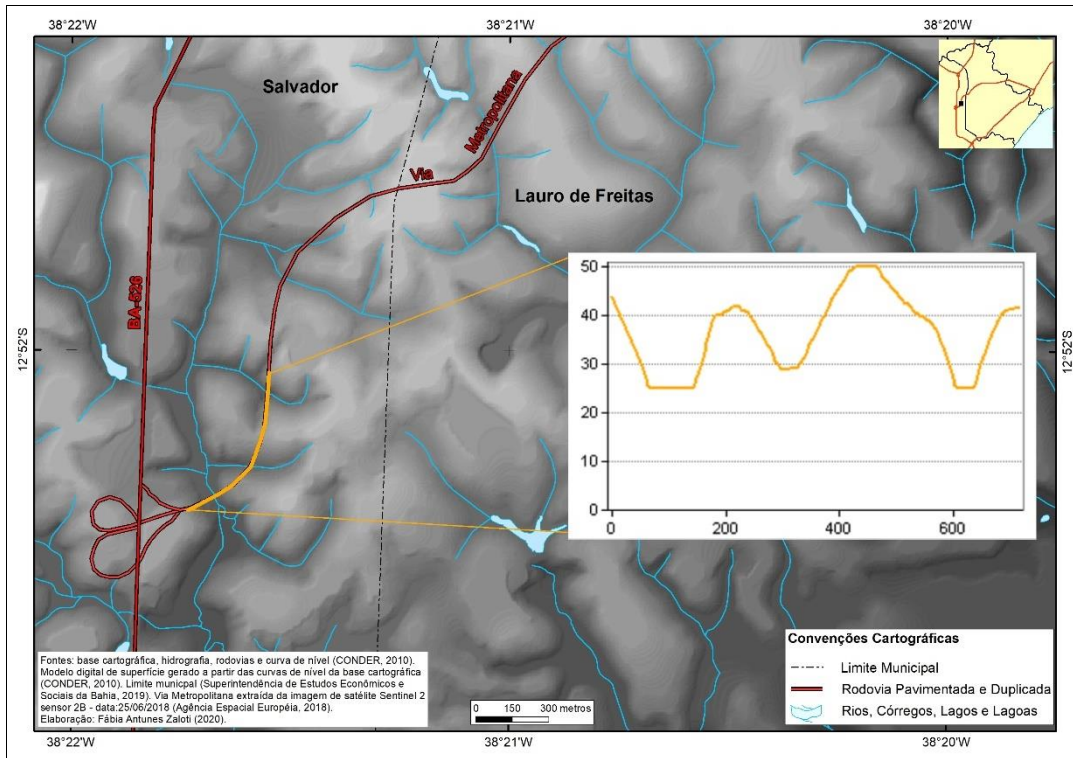 38°22'W
38°21'W
38°20'W
Salvador
Metropolitana
Via
Lauro de Freitas
BA-526
12°52'S
12°52'S
50
40
30
20
10
0
0
200
400
600
Fontes: base cartográfica, hidrografia, rodovias e curva de nível (CONDER, 2010).
Modelo digital de superfície gerado a partir das curvas de nível da base cartográfica
(CONDER, 2010). Limite municpal (Superintendência de Estudos Econômicos e
Sociais da Bahia, 2019). Via Metropolitana extraída da imagem de satélite Sentinel 2
sensor 2B - data:25/06/2018 (Agência Espacial Européia, 2018).
Elaboração: Fábia Antunes Zaloti (2020).
0 150 300 metros
Convenções Cartográficas
Limite Municipal
Rodovia Pavimentada e Duplicada
Rios, Córregos, Lagos e Lagoas
38°22'W
38°21'W
38°20'W